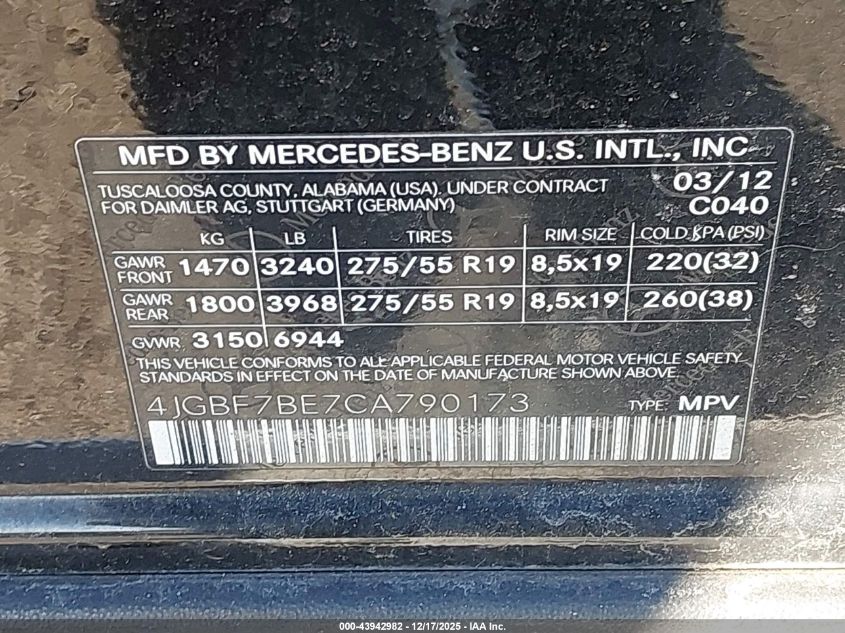 MFD BY MERCEDES-BENZ U.S. INTL., INC
TUSCALOOSA COUNTY, ALABAMA (USA). UNDER CONTRACT 03/12
FOR DAIMLER AG, STUTTGART (GERMANY) C040
KG LB TIRES RIM SIZE COLD KPA (PSI)
GAWR FRONT 1470 3240 275/55 R19 8,5x19 220(32)
GAWR REAR 1800 3968 275/55 R19 8,5x19 260(38)
GVWR 3150 6944
THIS VEHICLE CONFORMS TO ALL APPLICABLE FEDERAL MOTOR VEHICLE SAFETY
STANDARDS IN EFFECT ON THE DATE OF MANUFACTURE SHOWN ABOVE.
4JGBF7BE7CA790173 TYPE: MPV
000-43942982 - 12/17/2025 - IAA Inc.